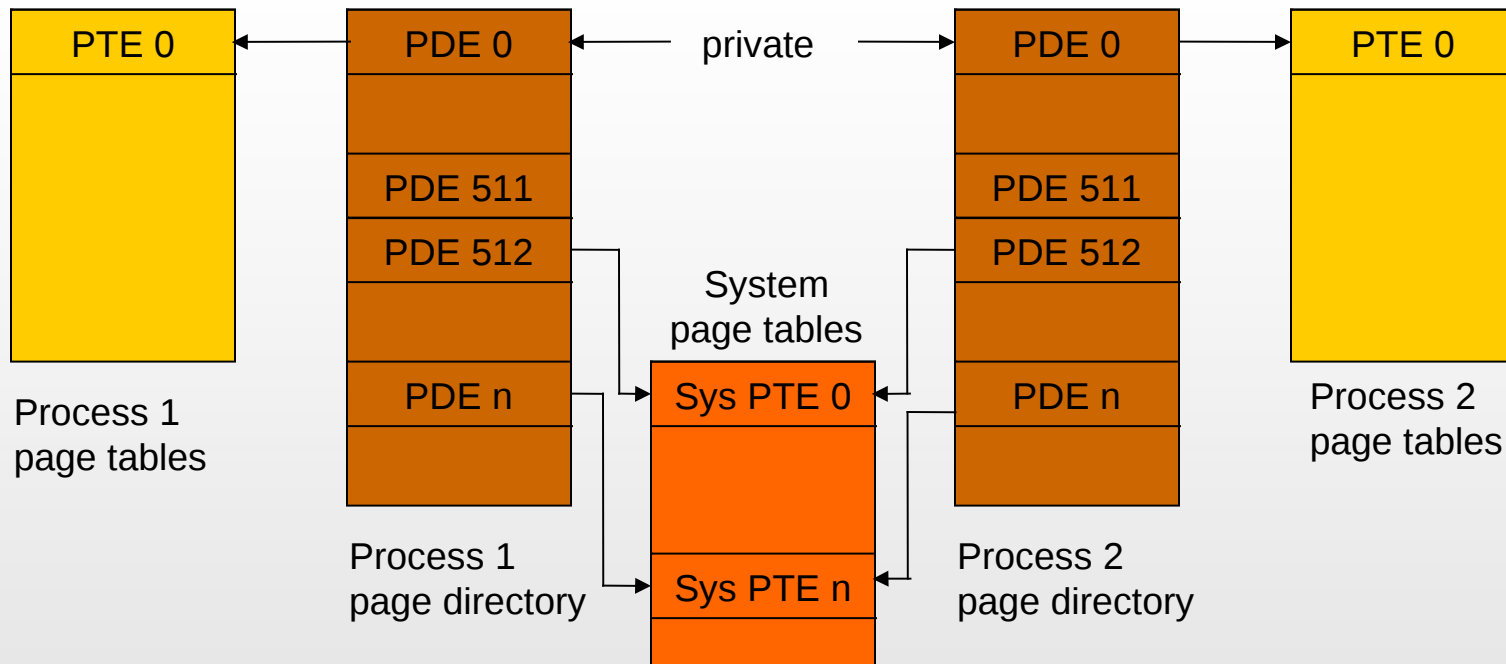 PTE 0
PDE 0
private
PDE 0
PTE 0
PDE 511
PDE 511
PDE 512
PDE 512
System
page tables
PDE n
Sys PTE 0
PDE n
Process 1
page tables
Process 2
page tables
Process 1
page directory
Sys PTE n
Process 2
page directory